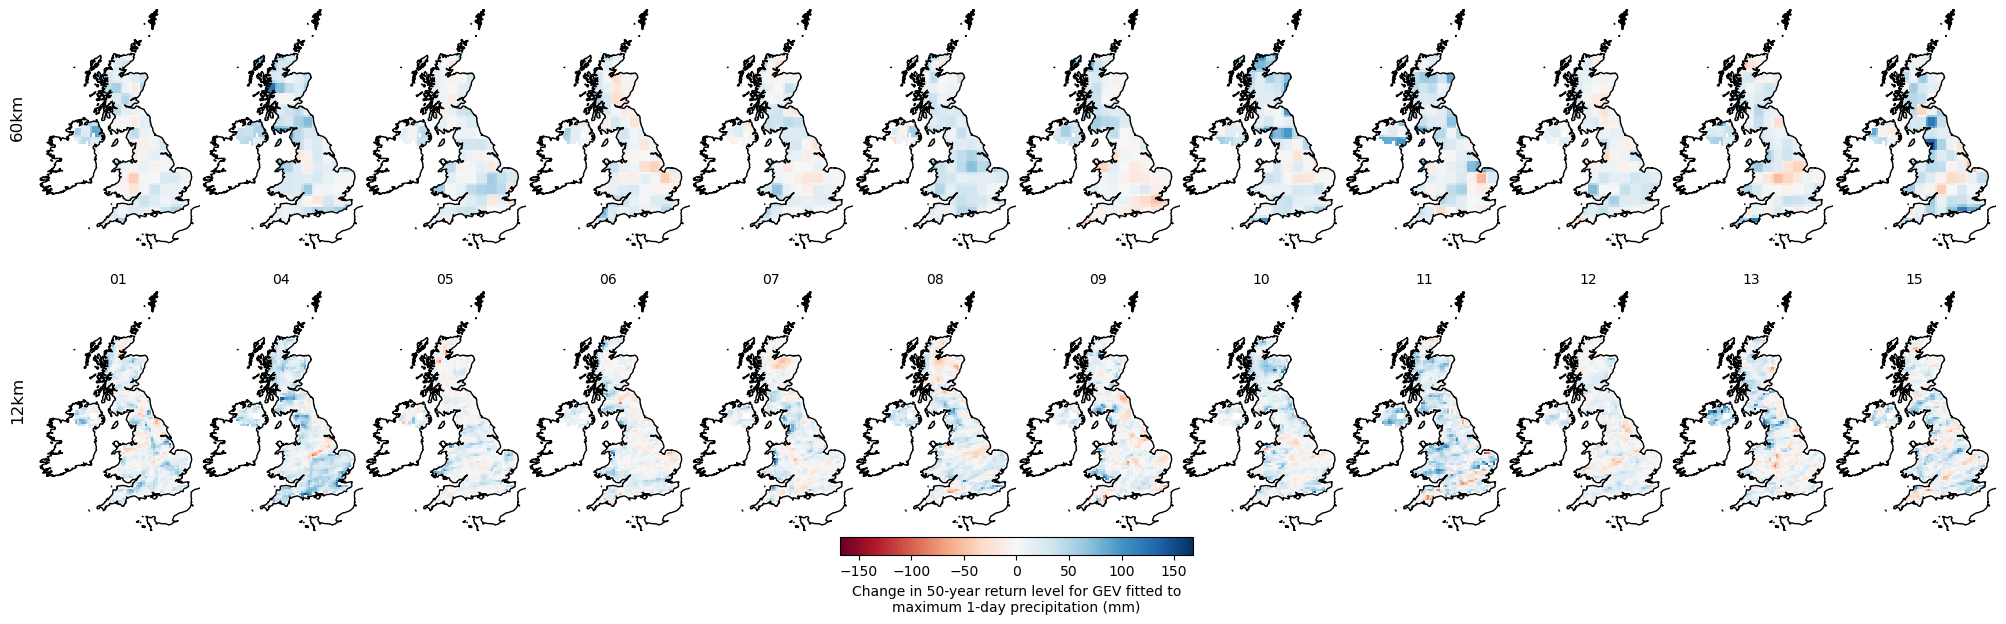 60km
01 04 05 06 07 08 09 10 11 12 13 15
12km
−150 −100 −50 0 50 100 150
Change in 50-year return level for GEV fitted to
maximum 1-day precipitation (mm)